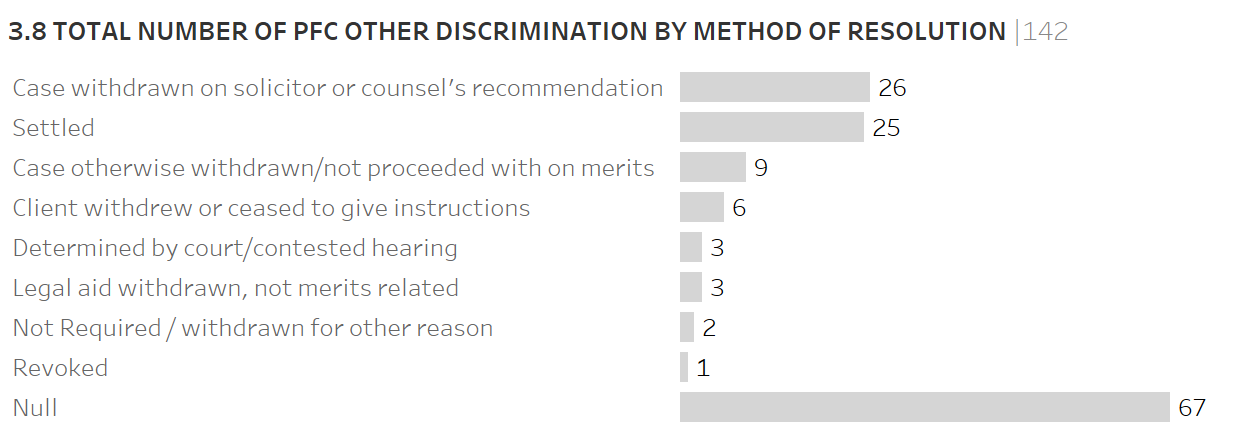 3.8 TOTAL NUMBER OF PFC OTHER DISCRIMINATION BY METHOD OF RESOLUTION |142
Case withdrawn on solicitor or counsel's recommendation 26
Settled 25
Case otherwise withdrawn/not proceeded with on merits 9
Client withdrew or ceased to give instructions 6
Determined by court/contested hearing 3
Legal aid withdrawn, not merits related 3
Not Required / withdrawn for other reason 2
Revoked 1
Null 67